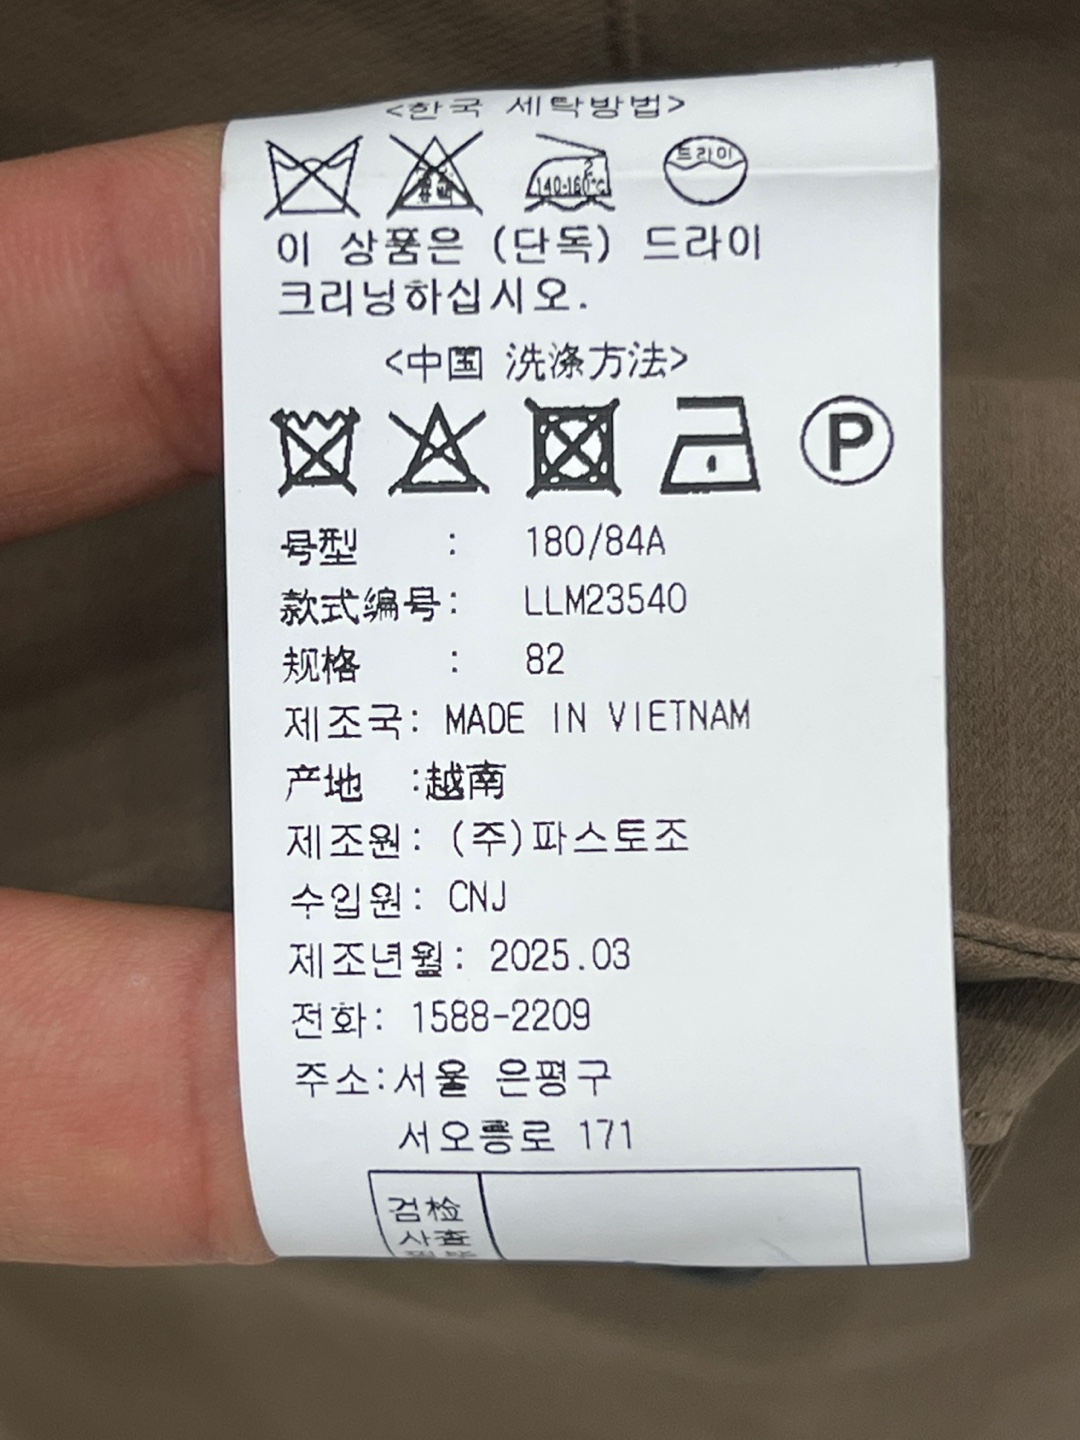 <한국 세탁방법>
2
140-160℃
드라이
이 상품은 (단독) 드라이
크리닝하십시오.
<中国 洗涤方法>
P
号型 : 180/84A
款式编号: LLM23540
规格 : 82
제조국: MADE IN VIETNAM
产地 :越南
제조원: (주)파스토조
수입원: CNJ
제조년월: 2025.03
전화: 1588-2209
주소:서울 은평구
서오릉로 171
검检
사查